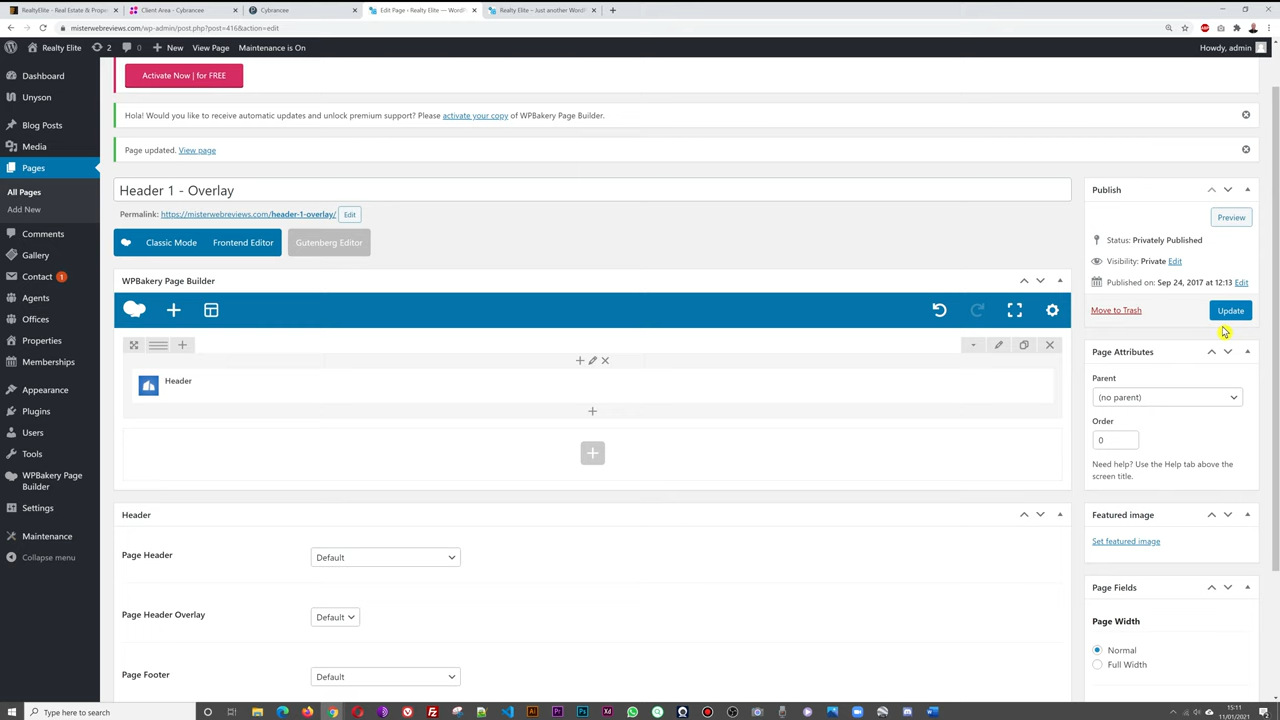 RealtyElite - Real Estate & Proper
Client Area - Cybrancee
Cybrancee
Edit Page ‹ Realty Elite — WordP
Realty Elite – Just another WordP
misterwebreviews.com/wp-admin/post.php?post=416&action=edit
Realty Elite
2
0
New
View Page
Maintenance is On
Howdy, admin
Dashboard
Unyson
Blog Posts
Media
Pages
All Pages
Add New
Comments
Gallery
Contact 1
Agents
Offices
Properties
Memberships
Appearance
Plugins
Users
Tools
WPBakery Page
Builder
Settings
Maintenance
Collapse menu
Activate Now | for FREE
Hola! Would you like to receive automatic updates and unlock premium support? Please activate your copy of WPBakery Page Builder.
Page updated. View page
Header 1 - Overlay
Permalink: https://misterwebreviews.com/header-1-overlay/ Edit
Classic Mode
Frontend Editor
Gutenberg Editor
WPBakery Page Builder
Header
Header
Page Header
Default
Page Header Overlay
Default
Page Footer
Default
Publish
Preview
Status: Privately Published
Visibility: Private Edit
Published on: Sep 24, 2017 at 12:13 Edit
Move to Trash
Update
Page Attributes
Parent
(no parent)
Order
0
Need help? Use the Help tab above the
screen title.
Featured image
Set featured image
Page Fields
Page Width
Normal
Full Width
Type here to search
15:11
11/01/2021